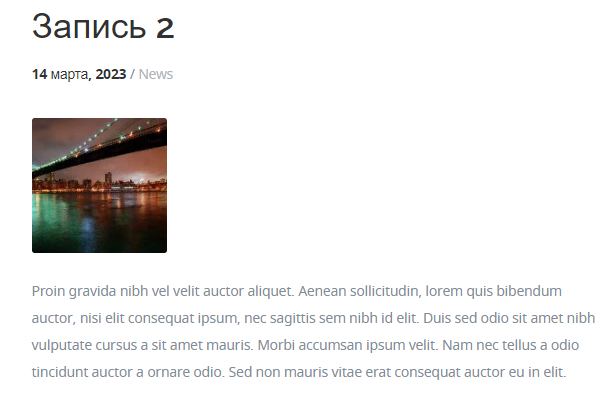 Запись 2
14 марта, 2023 / News
Proin gravida nibh vel velit auctor aliquet. Aenean sollicitudin, lorem quis bibendum
auctor, nisi elit consequat ipsum, nec sagittis sem nibh id elit. Duis sed odio sit amet nibh
vulputate cursus a sit amet mauris. Morbi accumsan ipsum velit. Nam nec tellus a odio
tincidunt auctor a ornare odio. Sed non mauris vitae erat consequat auctor eu in elit.